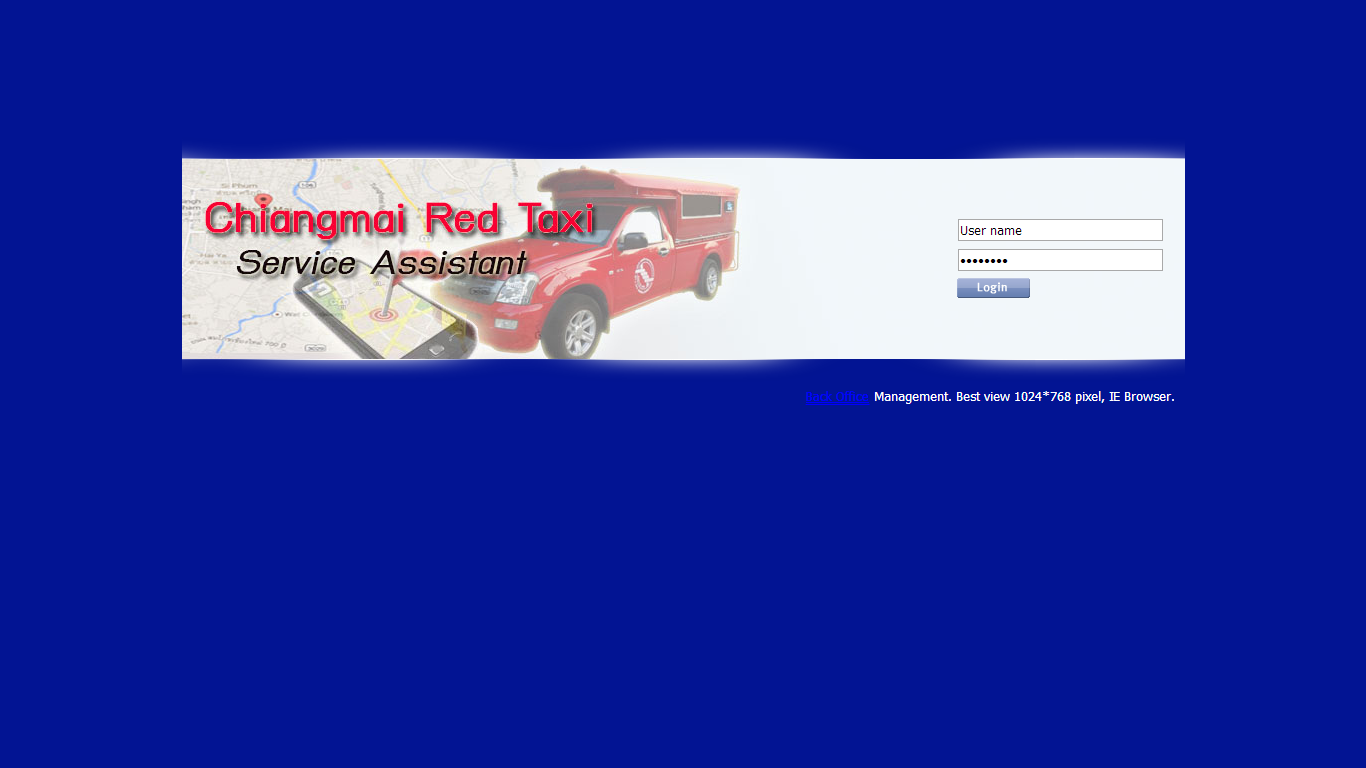 Chiangmai Red Taxi
Service Assistant
User name
••••••••
Login
Back Office Management. Best view 1024*768 pixel, IE Browser.